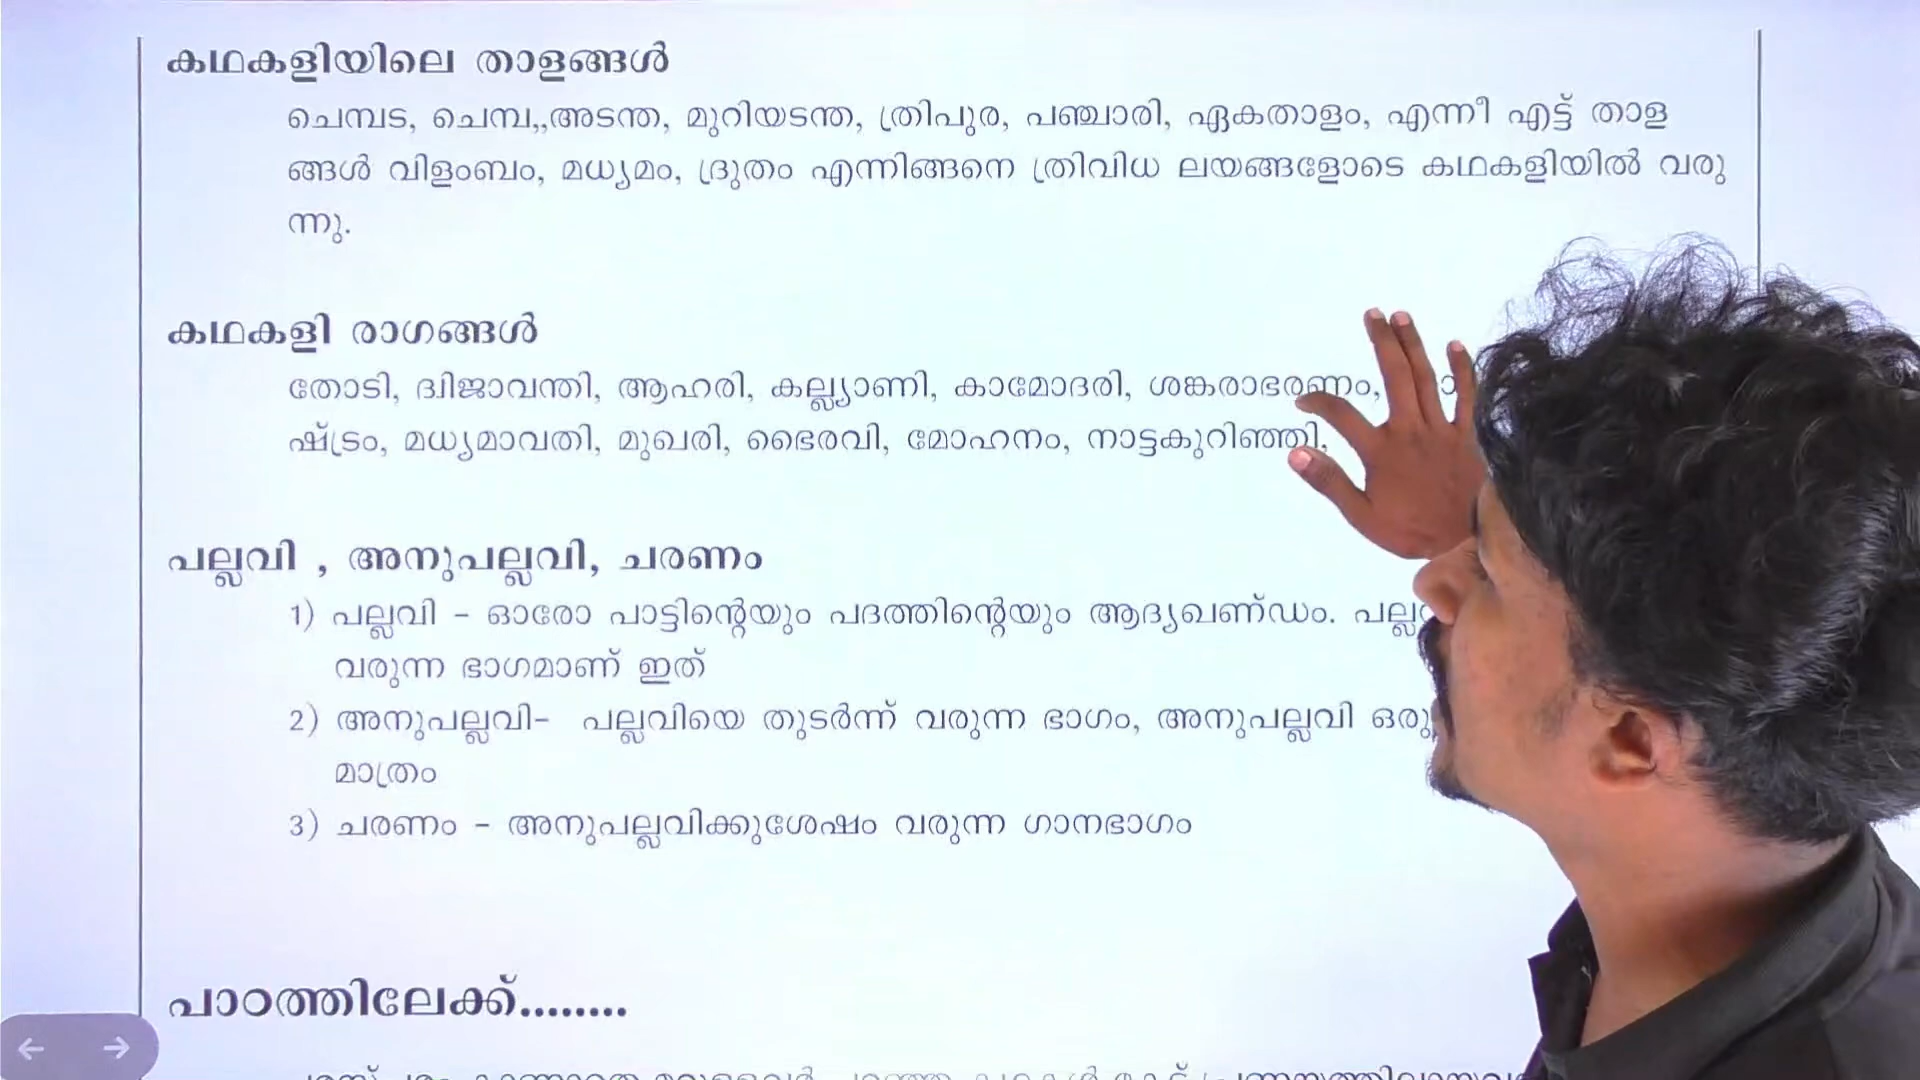 കഥകളിയിലെ താളങ്ങൾ
ചെമ്പട, ചെമ്പ,,അടന്ത, മുറിയടന്ത, ത്രിപുര, പഞ്ചാരി, ഏകതാളം, എന്നീ എട്ട് താള
ങ്ങൾ വിളംബം, മധ്യമം, ദ്രുതം എന്നിങ്ങനെ ത്രിവിധ ലയങ്ങളോടെ കഥകളിയിൽ വരു
ന്നു.
കഥകളി രാഗങ്ങൾ
തോടി, ദ്വിജാവന്തി, ആഹരി, കല്ല്യാണി, കാമോദരി, ശങ്കരാഭരണം,
ഷ്ട്രം, മധ്യമാവതി, മുഖരി, ഭൈരവി, മോഹനം, നാട്ടകുറിഞ്ഞി,
പല്ലവി , അനുപല്ലവി, ചരണം
1) പല്ലവി - ഓരോ പാട്ടിന്റെയും പദത്തിന്റെയും ആദ്യഖണ്ഡം.
വരുന്ന ഭാഗമാണ് ഇത്
2) അനുപല്ലവി- പല്ലവിയെ തുടർന്ന് വരുന്ന ഭാഗം, അനുപല്ലവി ഒരു
മാത്രം
3) ചരണം - അനുപല്ലവിക്കുശേഷം വരുന്ന ഗാനഭാഗം
പാഠത്തിലേക്ക്........